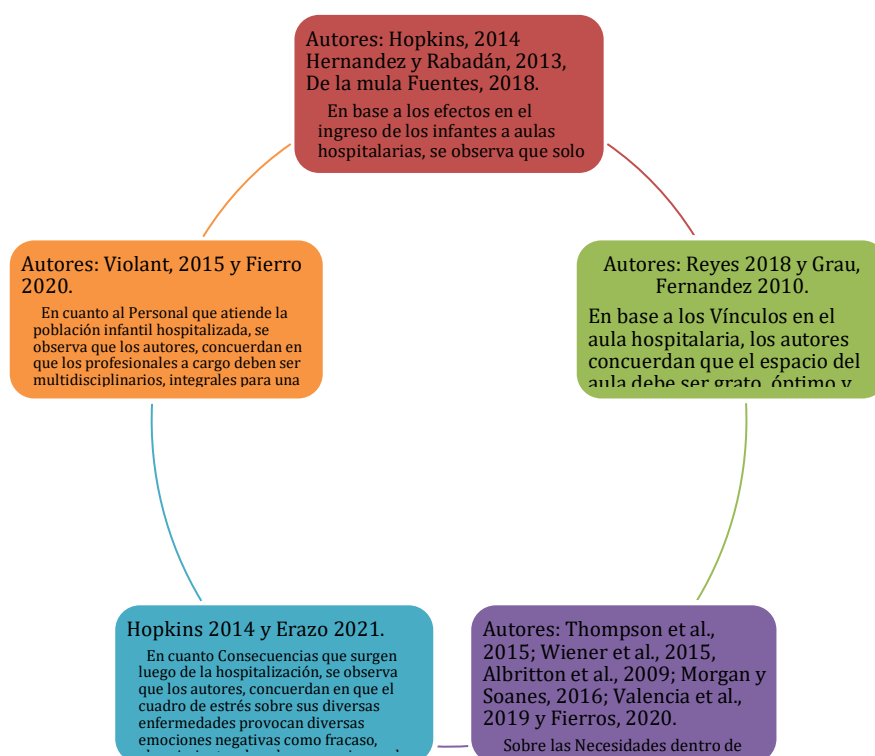 Autores: Hopkins, 2014
Hernandez y Rabadán, 2013,
De la mula Fuentes, 2018.
En base a los efectos en el
ingreso de los infantes a aulas
hospitalarias, se observa que solo
Autores: Reyes 2018 y Grau,
Fernandez 2010.
En base a los Vínculos en el
aula hospitalaria, los autores
concuerdan que el espacio del
aula debe ser grato, óptimo y
Autores: Thompson et al.,
2015; Wiener et al., 2015,
Albritton et al., 2009; Morgan y
Soanes, 2016; Valencia et al.,
2019 y Fierros, 2020.
Sobre las Necesidades dentro de
Hopkins 2014 y Erazo 2021.
En cuanto Consecuencias que surgen
luego de la hospitalización, se observa
que los autores, concuerdan en que el
cuadro de estrés sobre sus diversas
enfermedades provocan diversas
emociones negativas como fracaso,
Autores: Violant, 2015 y Fierro
2020.
En cuanto al Personal que atiende la
población infantil hospitalizada, se
observa que los autores, concuerdan en
que los profesionales a cargo deben ser
multidisciplinarios, integrales para una